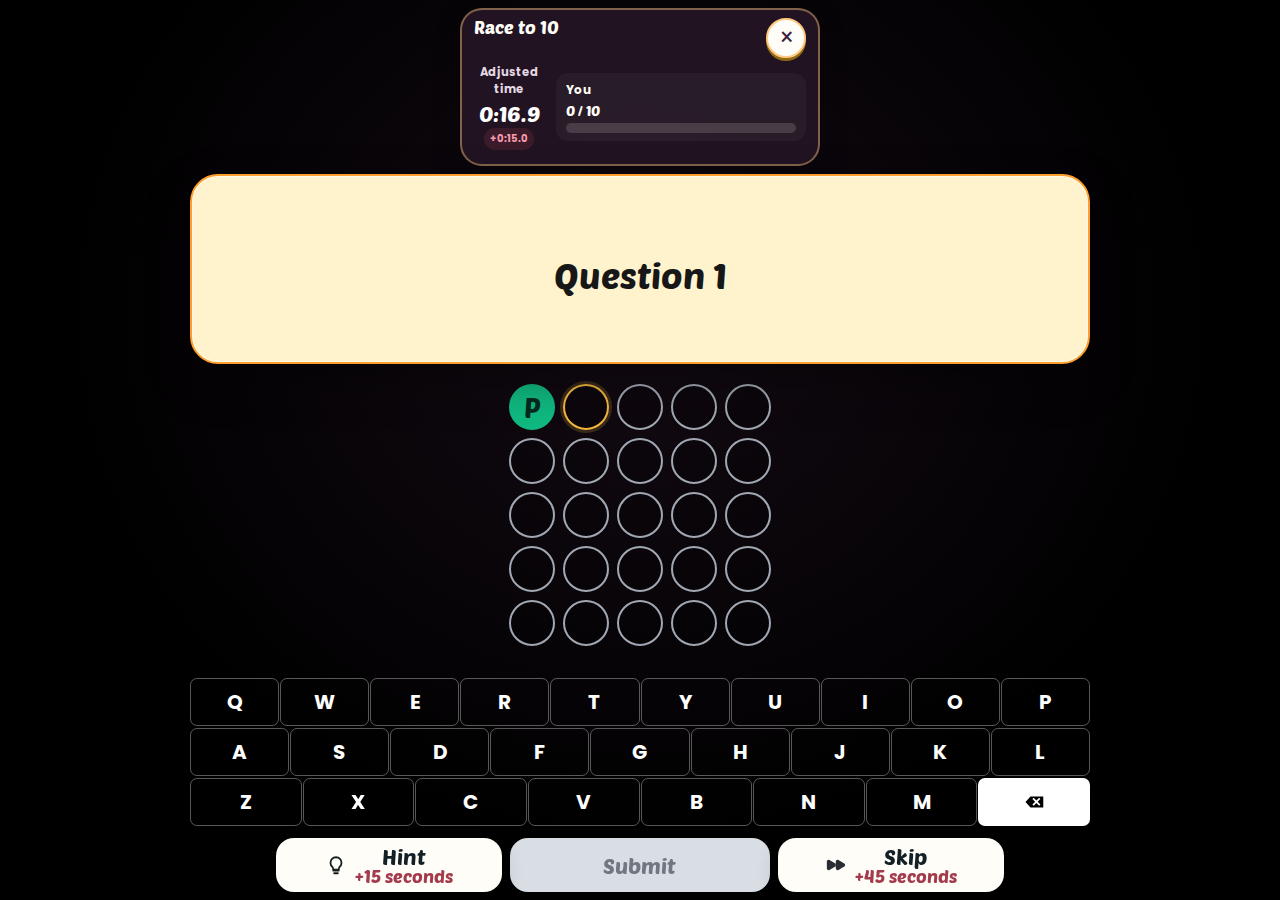 Race to 10
×
Adjusted
time
0:16.9
+0:15.0
You
0 / 10
Question 1
P
Q W E R T Y U I O P
A S D F G H J K L
Z X C V B N M
Hint
+15 seconds
Submit
Skip
+45 seconds